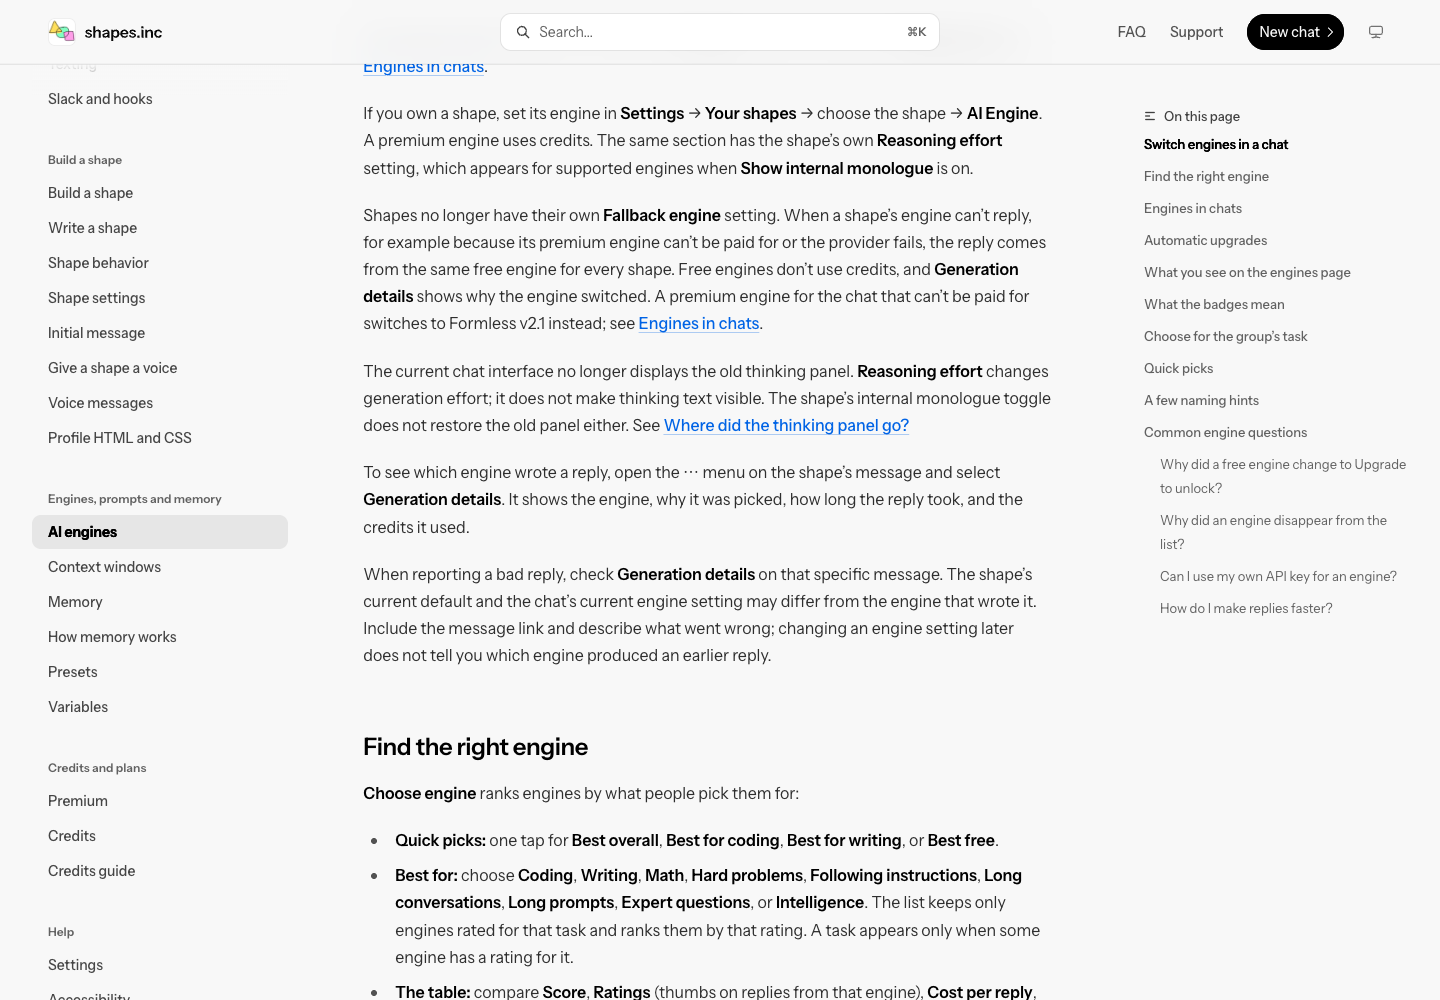 shapes.inc
Search...
⌘K
FAQ
Support
New chat
Texting
Slack and hooks
Build a shape
Build a shape
Write a shape
Shape behavior
Shape settings
Initial message
Give a shape a voice
Voice messages
Profile HTML and CSS
Engines, prompts and memory
AI engines
Context windows
Memory
How memory works
Presets
Variables
Credits and plans
Premium
Credits
Credits guide
Help
Settings
Accessibility
Engines in chats.
If you own a shape, set its engine in Settings → Your shapes → choose the shape → AI Engine.
A premium engine uses credits. The same section has the shape's own Reasoning effort
setting, which appears for supported engines when Show internal monologue is on.
Shapes no longer have their own Fallback engine setting. When a shape's engine can't reply,
for example because its premium engine can't be paid for or the provider fails, the reply comes
from the same free engine for every shape. Free engines don't use credits, and Generation
details shows why the engine switched. A premium engine for the chat that can't be paid for
switches to Formless v2.1 instead; see Engines in chats.
The current chat interface no longer displays the old thinking panel. Reasoning effort changes
generation effort; it does not make thinking text visible. The shape's internal monologue toggle
does not restore the old panel either. See Where did the thinking panel go?
To see which engine wrote a reply, open the ··· menu on the shape's message and select
Generation details. It shows the engine, why it was picked, how long the reply took, and the
credits it used.
When reporting a bad reply, check Generation details on that specific message. The shape's
current default and the chat's current engine setting may differ from the engine that wrote it.
Include the message link and describe what went wrong; changing an engine setting later
does not tell you which engine produced an earlier reply.
Find the right engine
Choose engine ranks engines by what people pick them for:
• Quick picks: one tap for Best overall, Best for coding, Best for writing, or Best free.
• Best for: choose Coding, Writing, Math, Hard problems, Following instructions, Long
conversations, Long prompts, Expert questions, or Intelligence. The list keeps only
engines rated for that task and ranks them by that rating. A task appears only when some
engine has a rating for it.
• The table: compare Score, Ratings (thumbs on replies from that engine), Cost per reply,
On this page
Switch engines in a chat
Find the right engine
Engines in chats
Automatic upgrades
What you see on the engines page
What the badges mean
Choose for the group's task
Quick picks
A few naming hints
Common engine questions
Why did a free engine change to Upgrade
to unlock?
Why did an engine disappear from the
list?
Can I use my own API key for an engine?
How do I make replies faster?